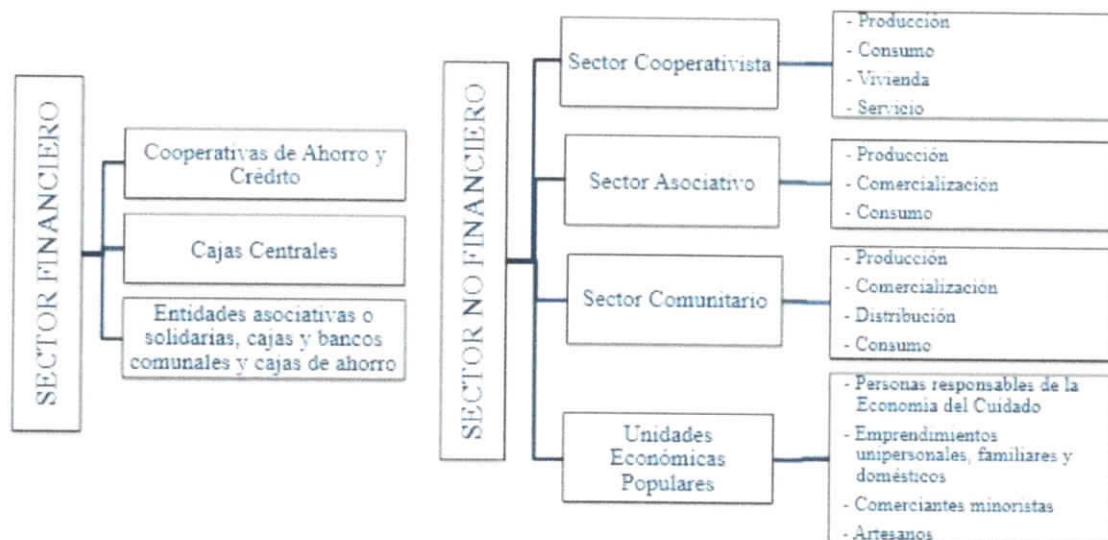 SECTOR FINANCIERO
Cooperativas de Ahorro y
Crédito
Cajas Centrales
Entidades asociativas o
solidarias, cajas y bancos
comunales y cajas de ahorro
SECTOR NO FINANCIERO
Sector Cooperativista
- Producción
- Consumo
- Vivienda
- Servicio
Sector Asociativo
- Producción
- Comercialización
- Consumo
Sector Comunitario
- Producción
- Comercialización
- Distribución
- Consumo
Unidades
Económicas
Populares
- Personas responsables de la
Economía del Cuidado
- Emprendimientos
unipersonales, familiares y
domésticos
- Comerciantes minoristas
- Artesanos